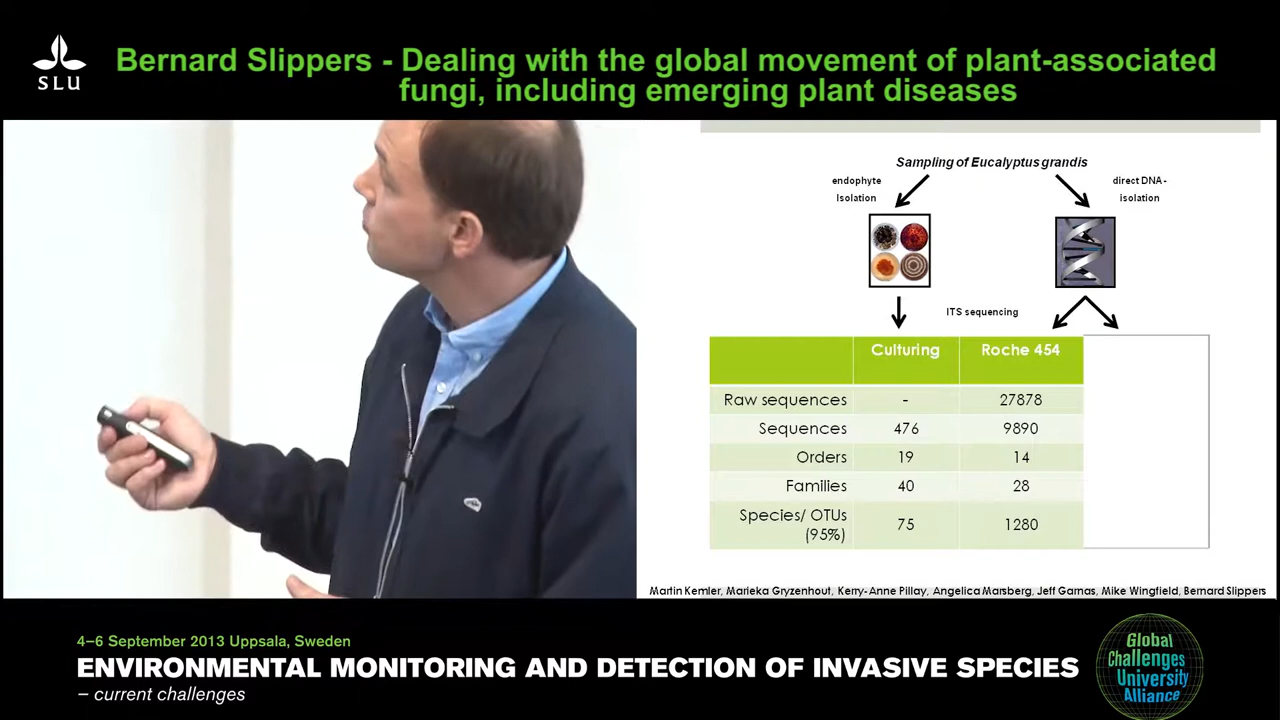 SLU
Bernard Slippers - Dealing with the global movement of plant-associated
fungi, including emerging plant diseases
Sampling of Eucalyptus grandis
endophyte
Isolation
direct DNA -
isolation
ITS sequencing
Culturing Roche 454
Raw sequences - 27878
Sequences 476 9890
Orders 19 14
Families 40 28
Species/ OTUs
(95%) 75 1280
Martin Kemler, Marieka Gryzenhout, Kerry-Anne Pillay, Angelica Marsberg, Jeff Garnas, Mike Wingfield, Bernard Slippers
4–6 September 2013 Uppsala, Sweden
ENVIRONMENTAL MONITORING AND DETECTION OF INVASIVE SPECIES
– current challenges
Global
Challenges
University
Alliance